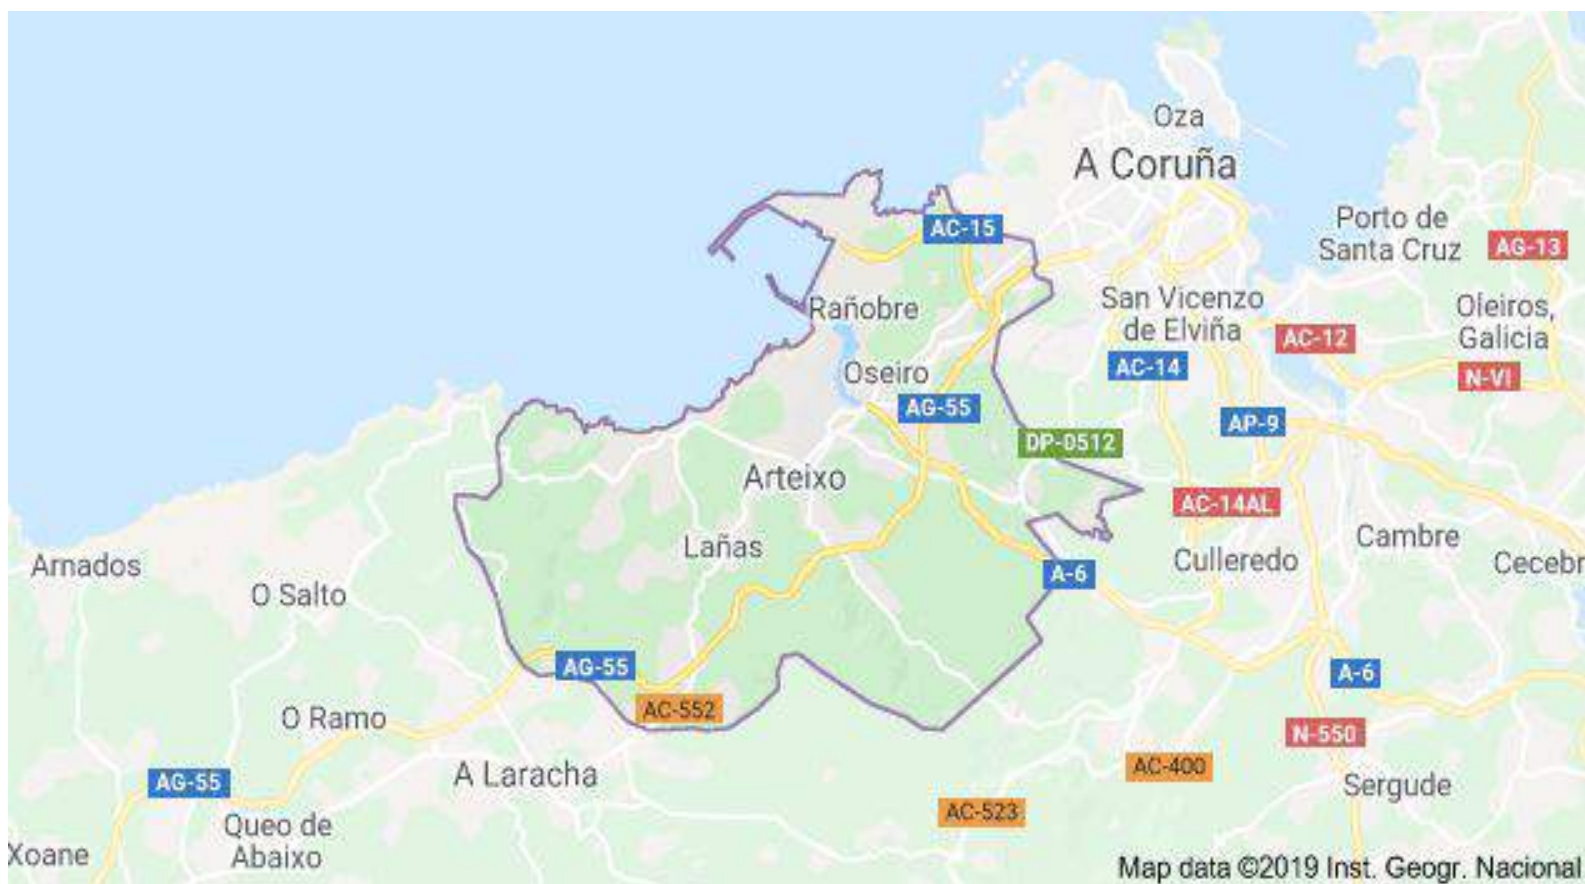 Oza
A Coruña
Porto de
Santa Cruz
AC-15
AG-13
San Vicenzo
de Elviña
Rañobre
Oleiros,
Galicia
AC-12
AC-14
N-VI
Oseiro
AG-55
AP-9
DP-0512
Arteixo
AC-14AL
Lañas
Cambre
Culleredo
Cecebr
Arnados
A-6
O Salto
AG-55
A-6
AC-552
O Ramo
N-550
A Laracha
AC-400
AG-55
Sergude
AC-523
Queo de
Abaixo
Xoane
Map data ©2019 Inst. Geogr. Nacional